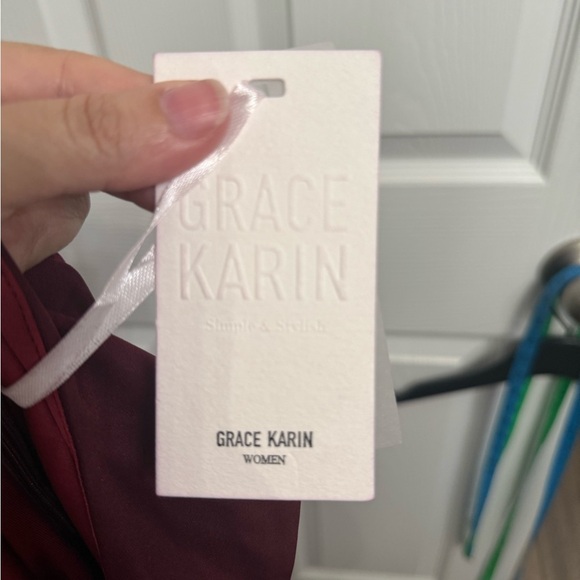 GRACE
KARIN
Simple & Stylish
GRACE KARIN
WOMEN